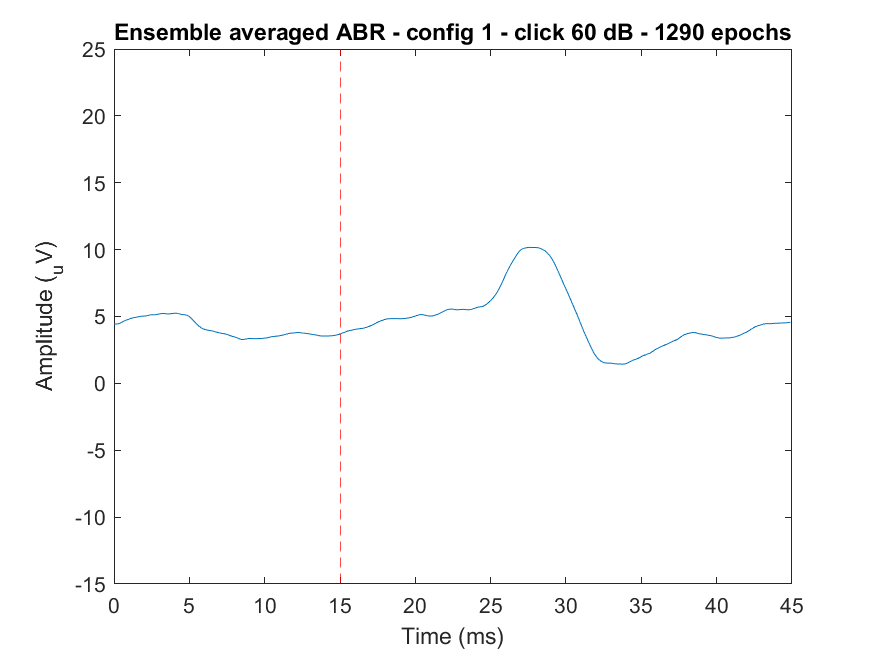 Ensemble averaged ABR - config 1 - click 60 dB - 1290 epochs
25
20
15
10
5
0
-5
-10
-15
Amplitude (uV)
0 5 10 15 20 25 30 35 40 45
Time (ms)